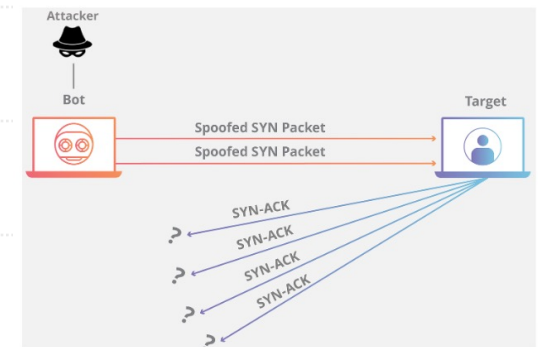 Attacker
Bot
Target
Spoofed SYN Packet
Spoofed SYN Packet
SYN-ACK
?
SYN-ACK
?
SYN-ACK
?
SYN-ACK
?